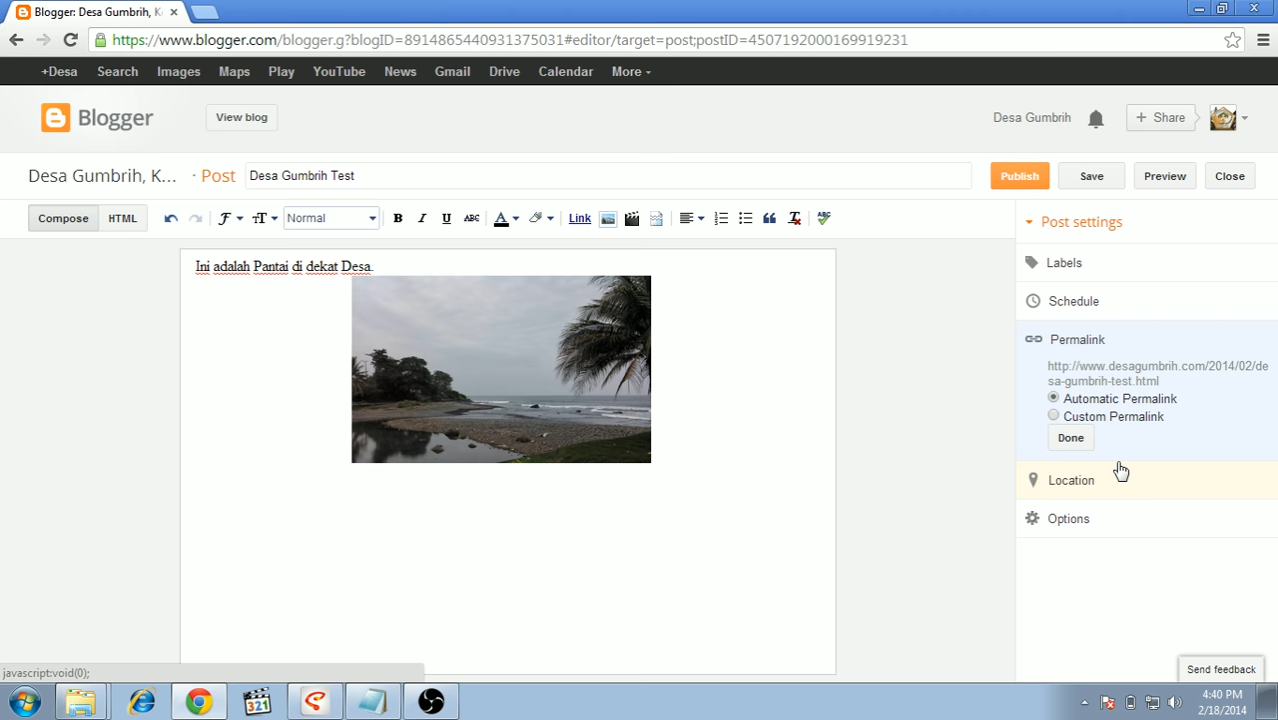 Blogger: Desa Gumbrih, K
https://www.blogger.com/blogger.g?blogID=8914865440931375031#editor/target=post;postID=4507192000169919231
+Desa Search Images Maps Play YouTube News Gmail Drive Calendar More
Blogger View blog Desa Gumbrih + Share
Desa Gumbrih, K... · Post Desa Gumbrih Test Publish Save Preview Close
Compose HTML Normal B I U ABC A Link ABC
Post settings
Ini adalah Pantai di dekat Desa.
Labels
Schedule
Permalink
http://www.desagumbrih.com/2014/02/de
sa-gumbrih-test.html
Automatic Permalink
Custom Permalink
Done
Location
Options
Send feedback
javascript:void(0);
321
4:40 PM
2/18/2014